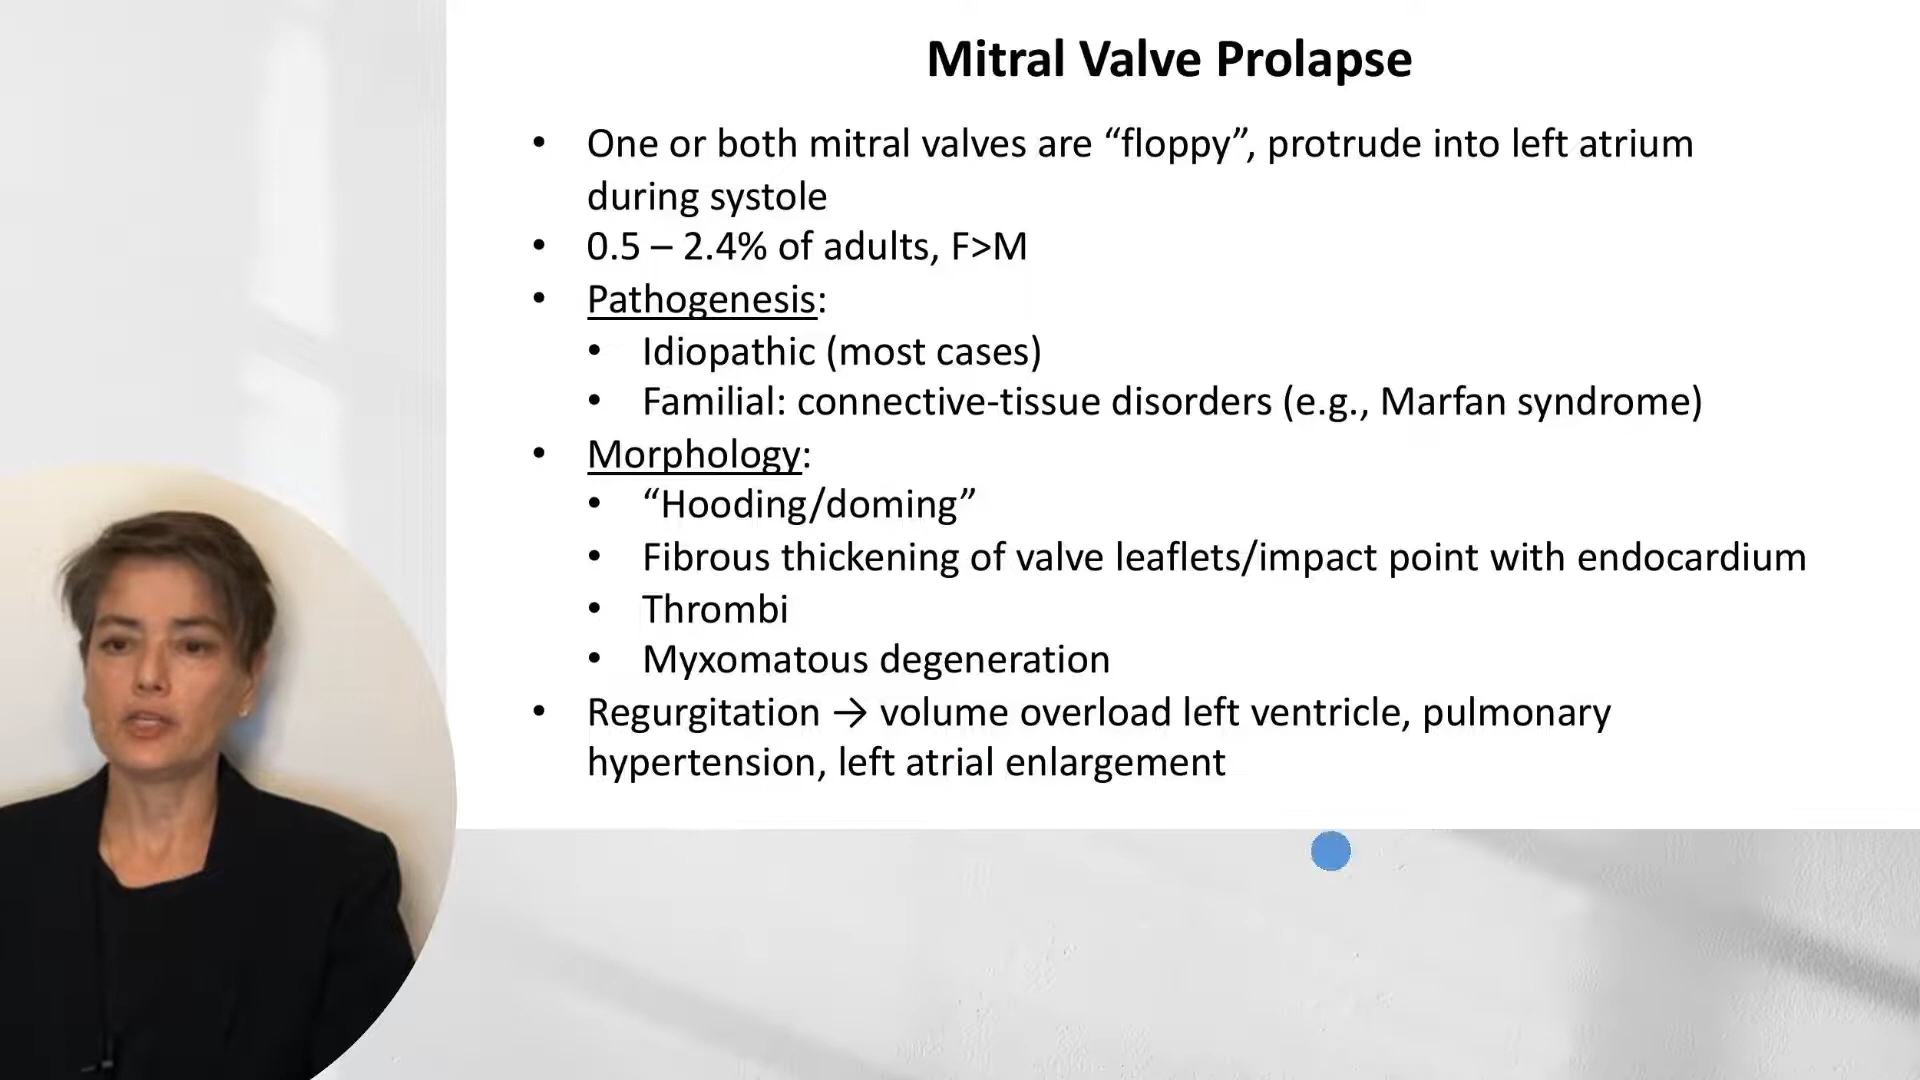 Mitral Valve Prolapse
• One or both mitral valves are “floppy”, protrude into left atrium
during systole
• 0.5 – 2.4% of adults, F>M
• Pathogenesis:
• Idiopathic (most cases)
• Familial: connective-tissue disorders (e.g., Marfan syndrome)
• Morphology:
• “Hooding/doming”
• Fibrous thickening of valve leaflets/impact point with endocardium
• Thrombi
• Myxomatous degeneration
• Regurgitation → volume overload left ventricle, pulmonary
hypertension, left atrial enlargement